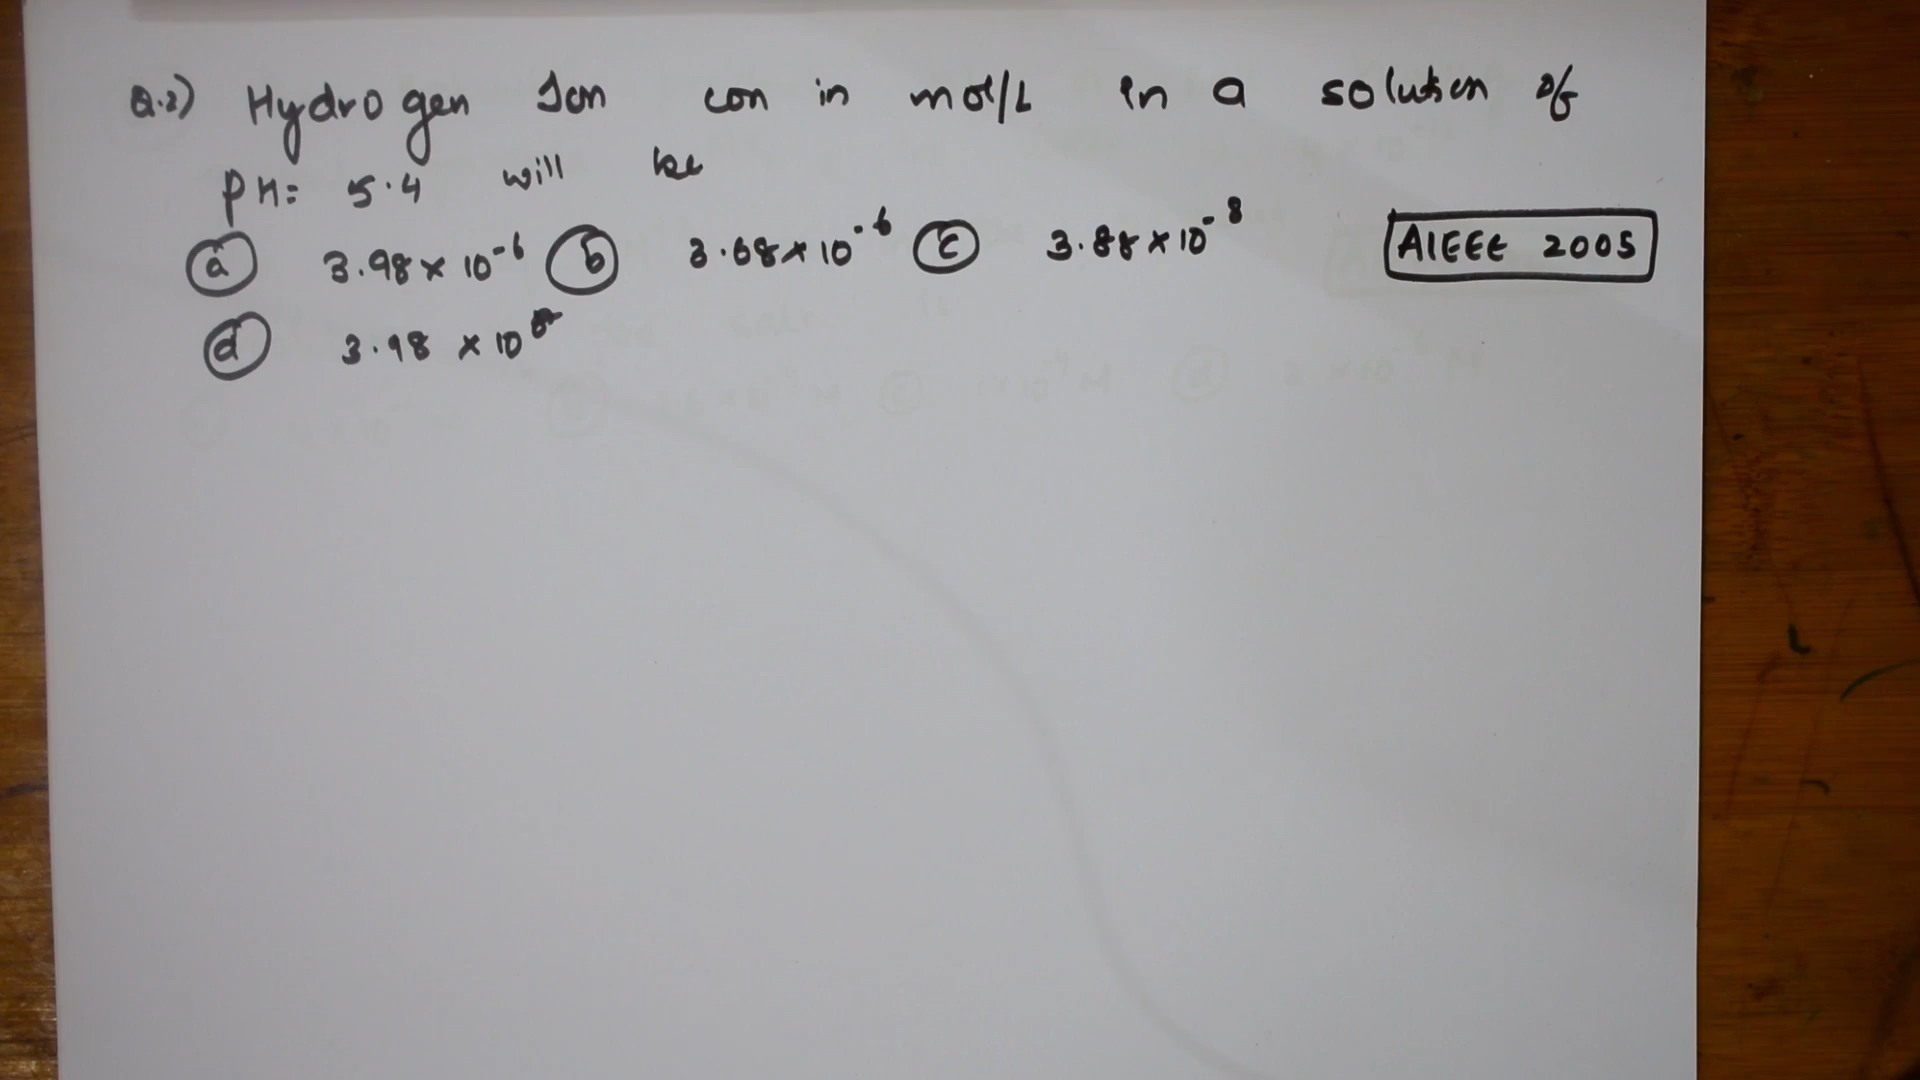 Q.2) Hydrogen Ion con in mol/L in a solution of
PH= 5.4 will be
(a) 3.98 x 10⁻⁶ (b) 3.68 x 10⁻⁶ (c) 3.88 x 10⁻⁸ AIEEE 2005
(d) 3.98 x 10